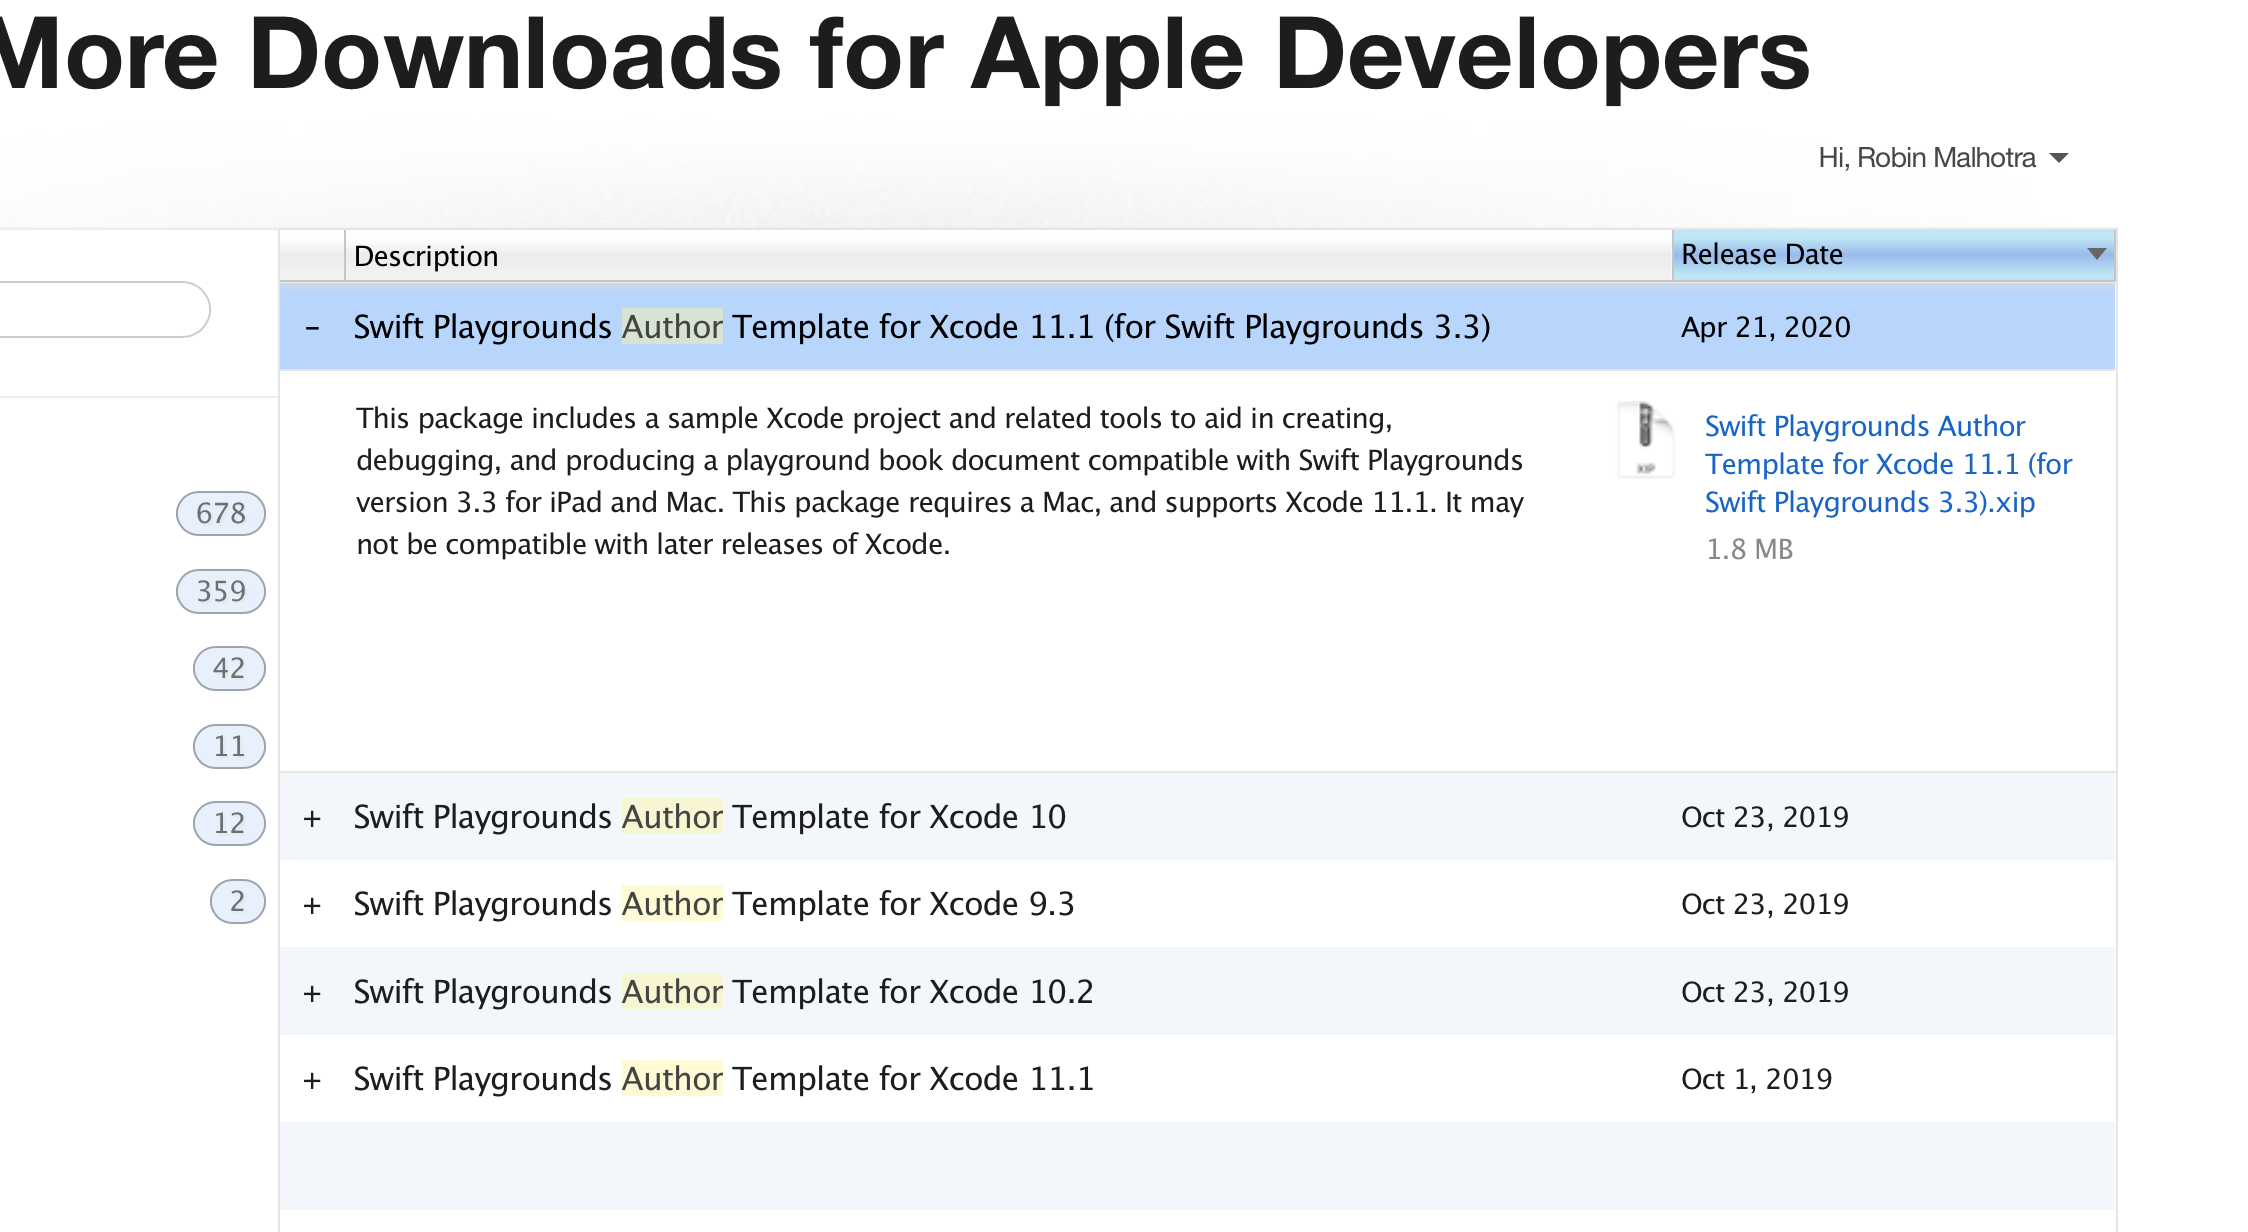 More Downloads for Apple Developers
Hi, Robin Malhotra
Description
Release Date
678
359
42
11
12
2
– Swift Playgrounds Author Template for Xcode 11.1 (for Swift Playgrounds 3.3) Apr 21, 2020
This package includes a sample Xcode project and related tools to aid in creating,
debugging, and producing a playground book document compatible with Swift Playgrounds
version 3.3 for iPad and Mac. This package requires a Mac, and supports Xcode 11.1. It may
not be compatible with later releases of Xcode.
XIP
Swift Playgrounds Author
Template for Xcode 11.1 (for
Swift Playgrounds 3.3).xip
1.8 MB
+ Swift Playgrounds Author Template for Xcode 10 Oct 23, 2019
+ Swift Playgrounds Author Template for Xcode 9.3 Oct 23, 2019
+ Swift Playgrounds Author Template for Xcode 10.2 Oct 23, 2019
+ Swift Playgrounds Author Template for Xcode 11.1 Oct 1, 2019